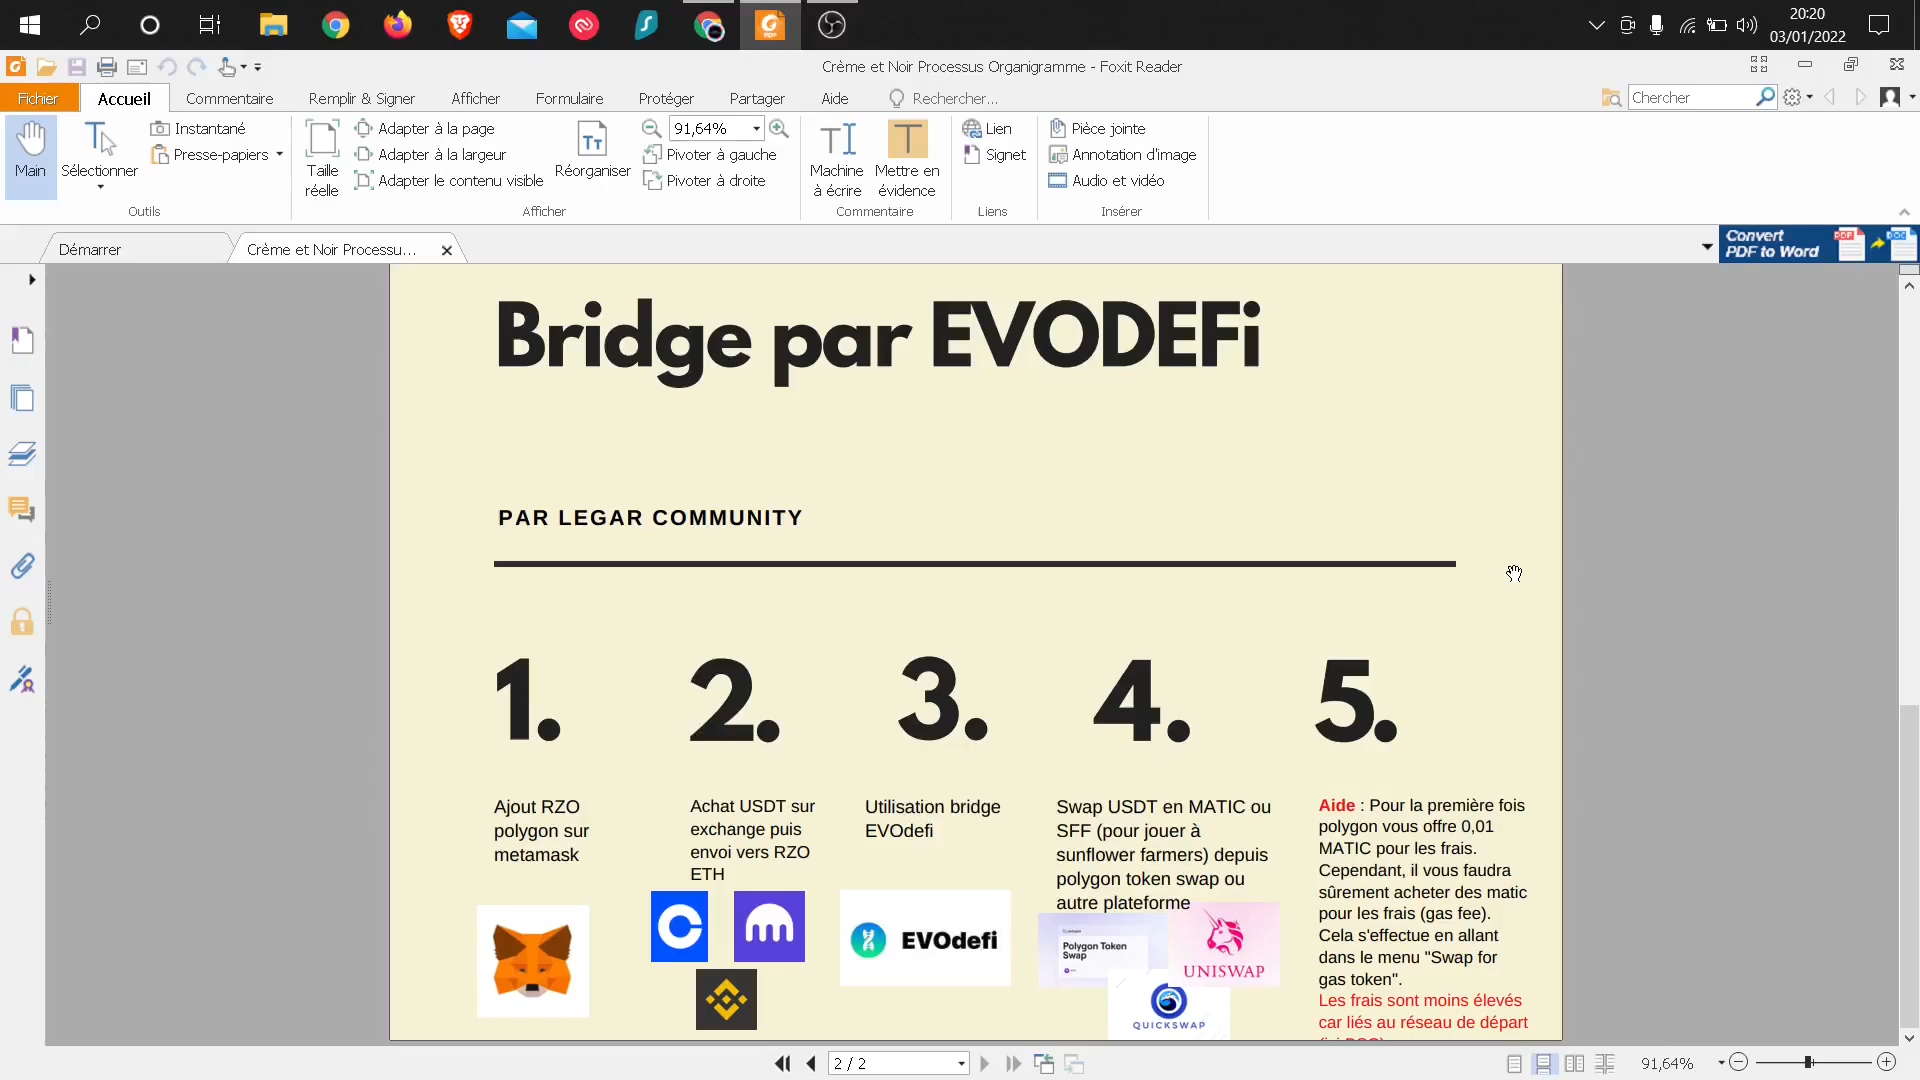 20:20
03/01/2022
Crème et Noir Processus Organigramme - Foxit Reader
Fichier
Accueil
Commentaire
Remplir & Signer
Afficher
Formulaire
Protéger
Partager
Aide
Rechercher...
Chercher
Main
Sélectionner
Instantané
Presse-papiers
Outils
Taille
réelle
Adapter à la page
Adapter à la largeur
Adapter le contenu visible
Réorganiser
91,64%
Pivoter à gauche
Pivoter à droite
Afficher
Machine
à écrire
Mettre en
évidence
Commentaire
Lien
Signet
Liens
Pièce jointe
Annotation d'image
Audio et vidéo
Insérer
Démarrer
Crème et Noir Processu...
Convert
PDF to Word
Bridge par EVODEFi
PAR LEGAR COMMUNITY
1.
2.
3.
4.
5.
Ajout RZO
polygon sur
metamask
Achat USDT sur
exchange puis
envoi vers RZO
ETH
Utilisation bridge
EVOdefi
EVOdefi
Swap USDT en MATIC ou
SFF (pour jouer à
sunflower farmers) depuis
polygon token swap ou
autre plateforme
Polygon Token
Swap
UNISWAP
QUICKSWAP
Aide : Pour la première fois
polygon vous offre 0,01
MATIC pour les frais.
Cependant, il vous faudra
sûrement acheter des matic
pour les frais (gas fee).
Cela s'effectue en allant
dans le menu "Swap for
gas token".
Les frais sont moins élevés
car liés au réseau de départ
2 / 2
91,64%